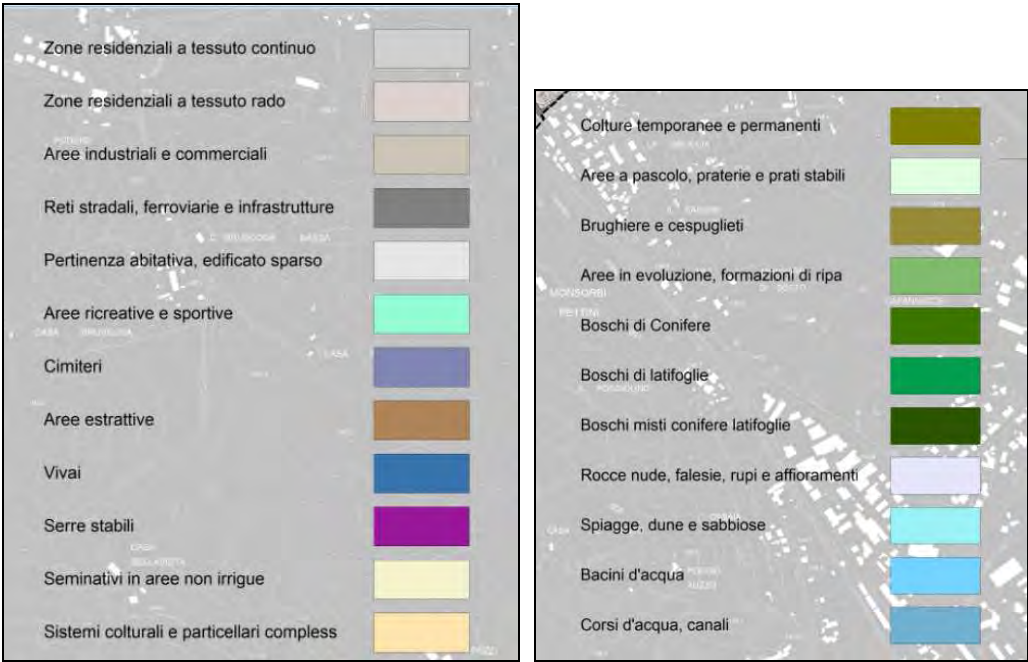 Zone residenziali a tessuto continuo
Zone residenziali a tessuto rado
Aree industriali e commerciali
Reti stradali, ferroviarie e infrastrutture
Pertinenza abitativa, edificato sparso
Aree ricreative e sportive
Cimiteri
Aree estrattive
Vivai
Serre stabili
Seminativi in aree non irrigue
Sistemi colturali e particellari compless
Colture temporanee e permanenti
Aree a pascolo, praterie e prati stabili
Brughiere e cespuglieti
Aree in evoluzione, formazioni di ripa
MONSORBI
Boschi di Conifere
Boschi di latifoglie
Boschi misti conifere latifoglie
Rocce nude, falesie, rupi e affioramenti
Spiagge, dune e sabbiose
Bacini d'acqua
Corsi d'acqua, canali